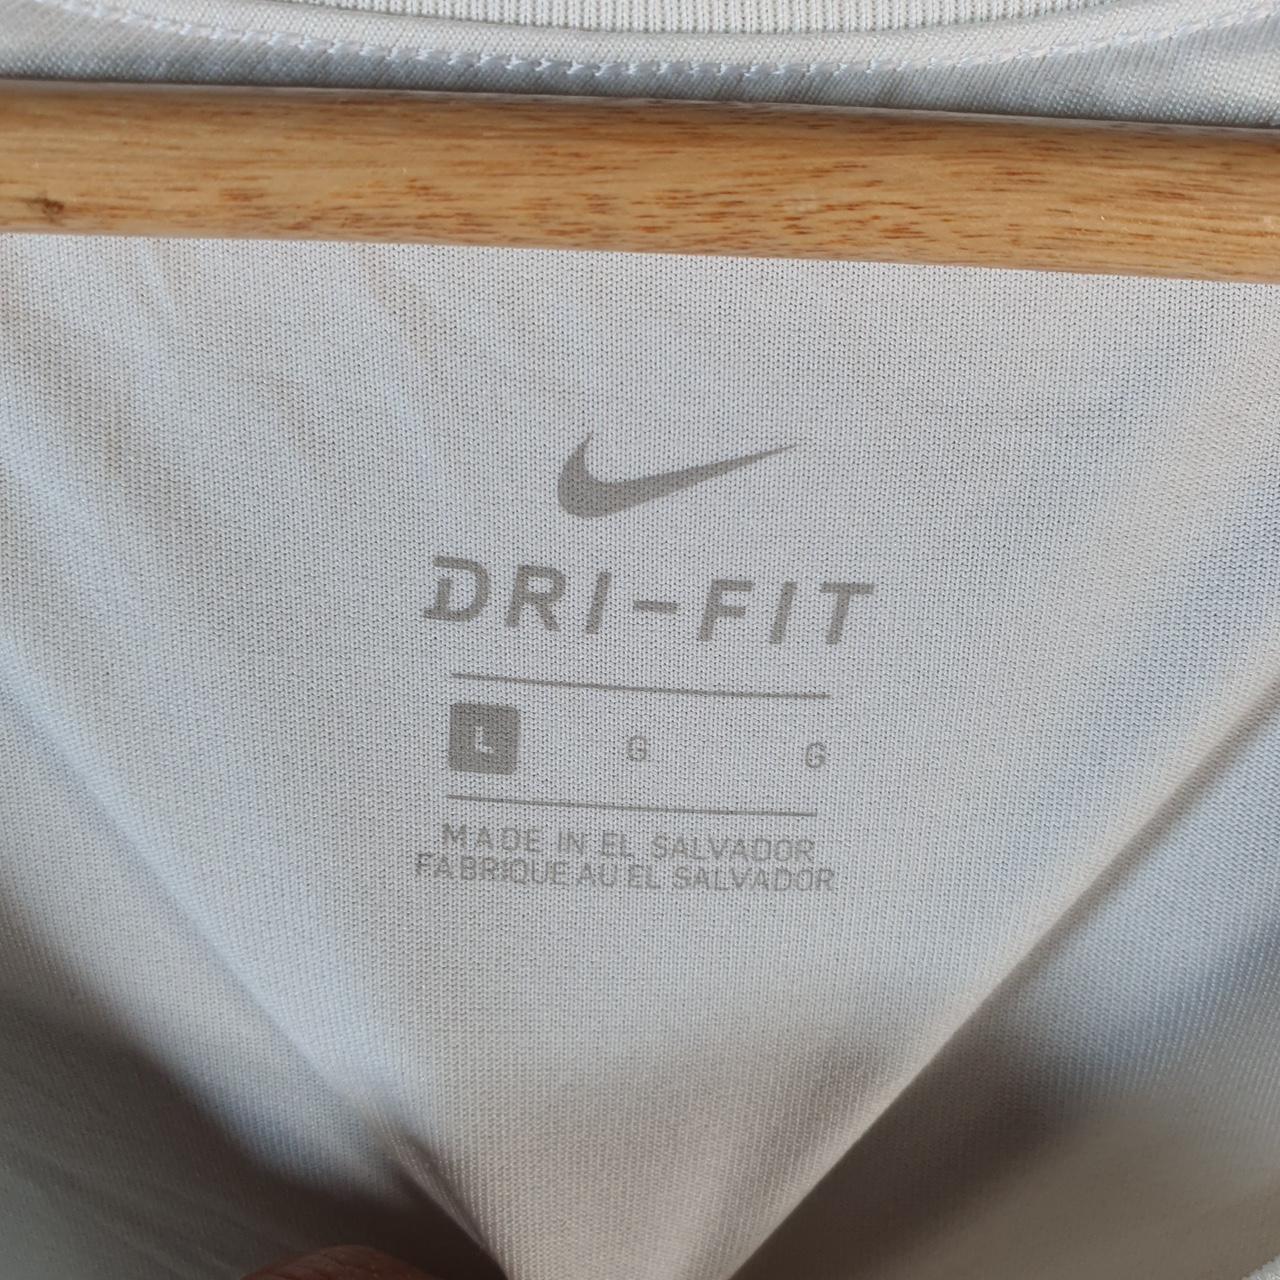 DRI-FIT
L G G
MADE IN EL SALVADOR
FABRIQUE AU EL SALVADOR